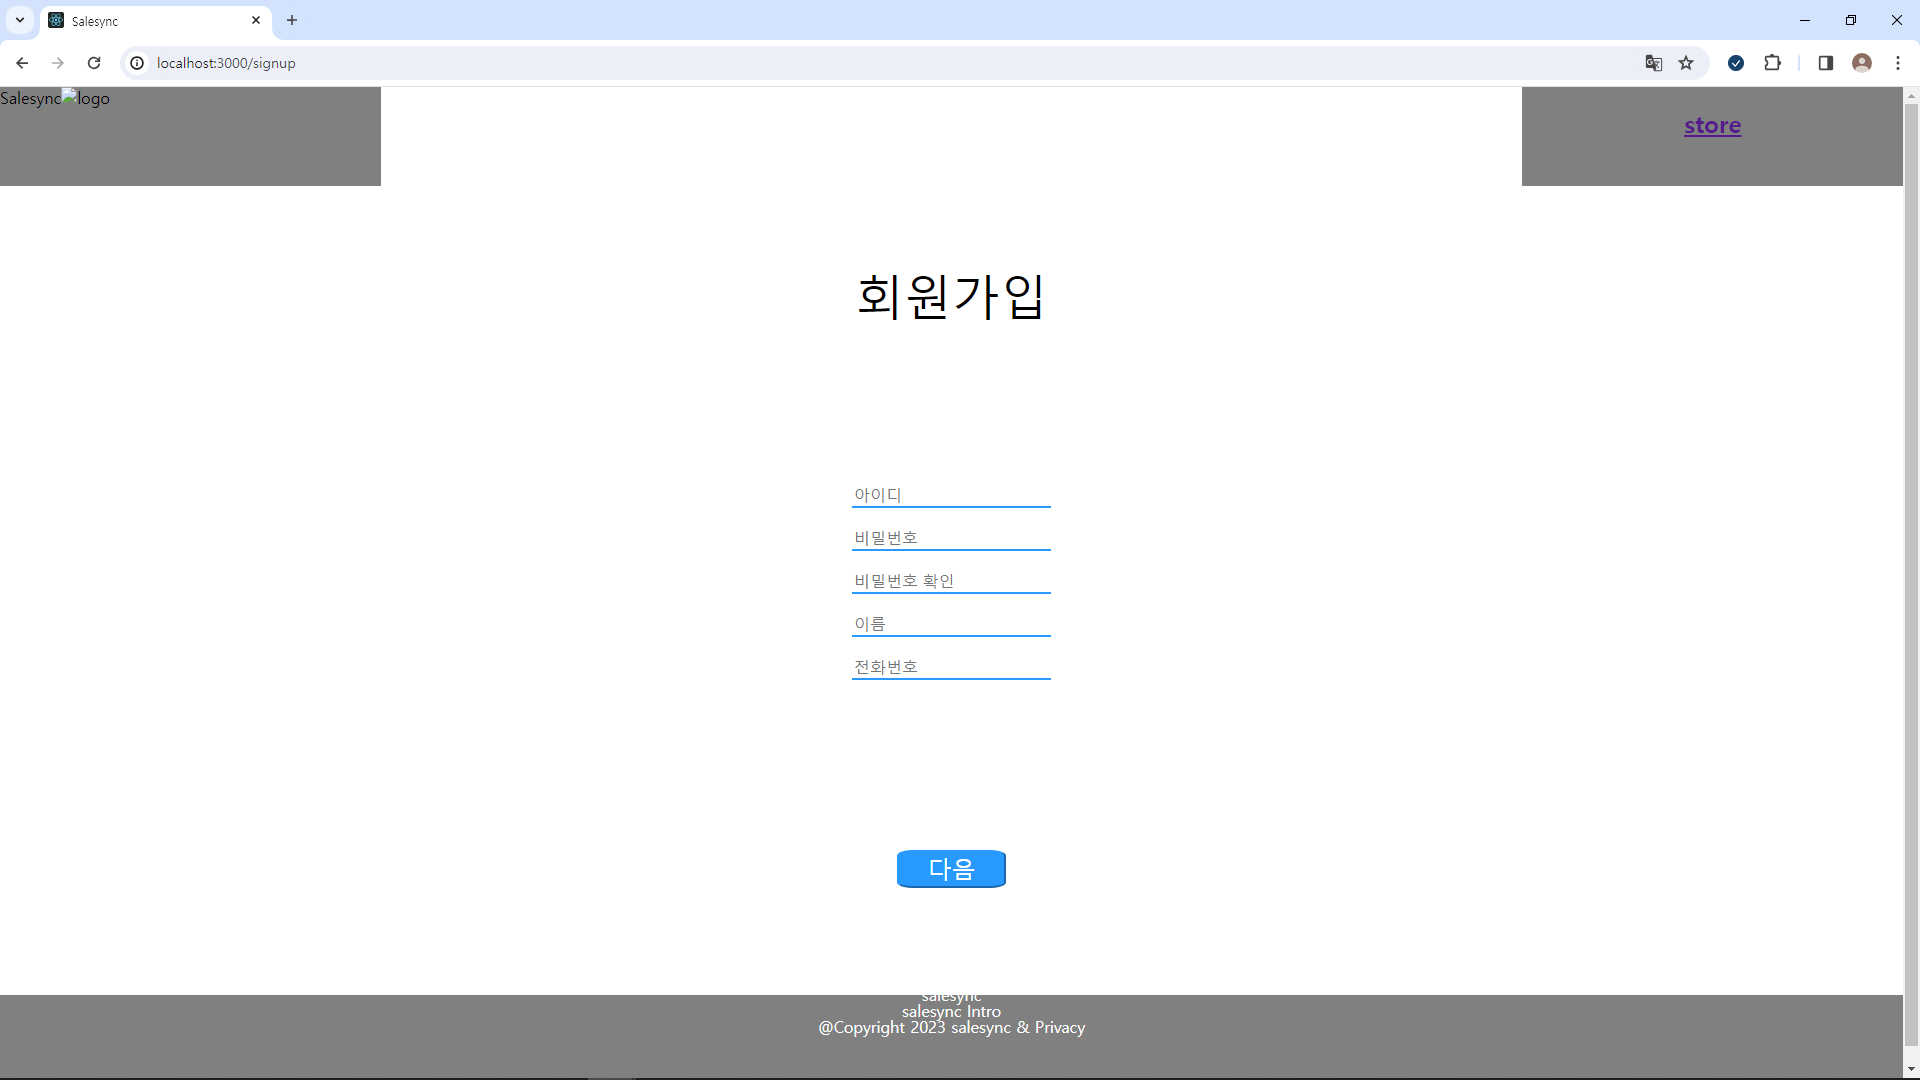 Salesync
localhost:3000/signup
Salesync logo
store
회원가입
아이디
비밀번호
비밀번호 확인
이름
전화번호
다음
salesync
salesync Intro
@Copyright 2023 salesync & Privacy